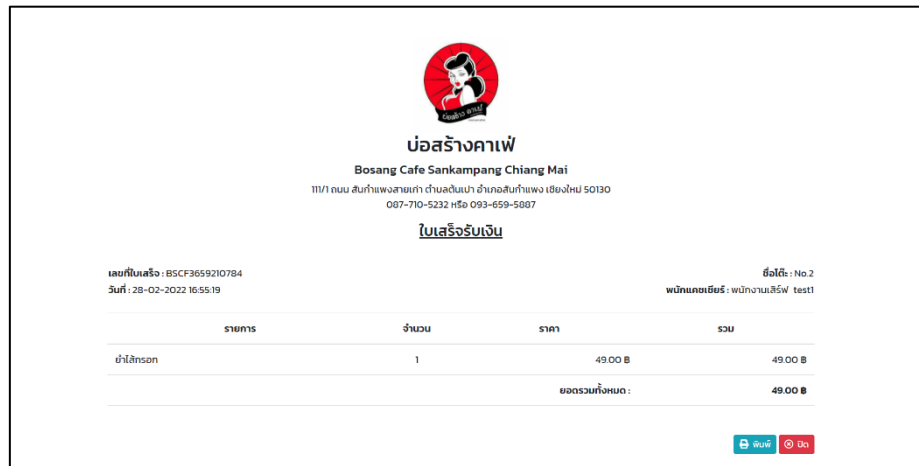 บ่อสร้าง คาเฟ่
บ่อสร้างคาเฟ่
Bosang Cafe Sankampang Chiang Mai
111/1 ถนน สันกำแพงสายเก่า ตำบลต้นเปา อำเภอสันกำแพง เชียงใหม่ 50130
087-710-5232 หรือ 093-659-5887
ใบเสร็จรับเงิน
เลขที่ใบเสร็จ : BSCF3659210784 ชื่อโต๊ะ : No.2
วันที่ : 28-02-2022 16:55:19 พนักแคชเชียร์ : พนักงานเสิร์ฟ test1
รายการ จำนวน ราคา รวม
ยำไส้กรอก 1 49.00 ฿ 49.00 ฿
ยอดรวมทั้งหมด : 49.00 ฿
พิมพ์ ปิด